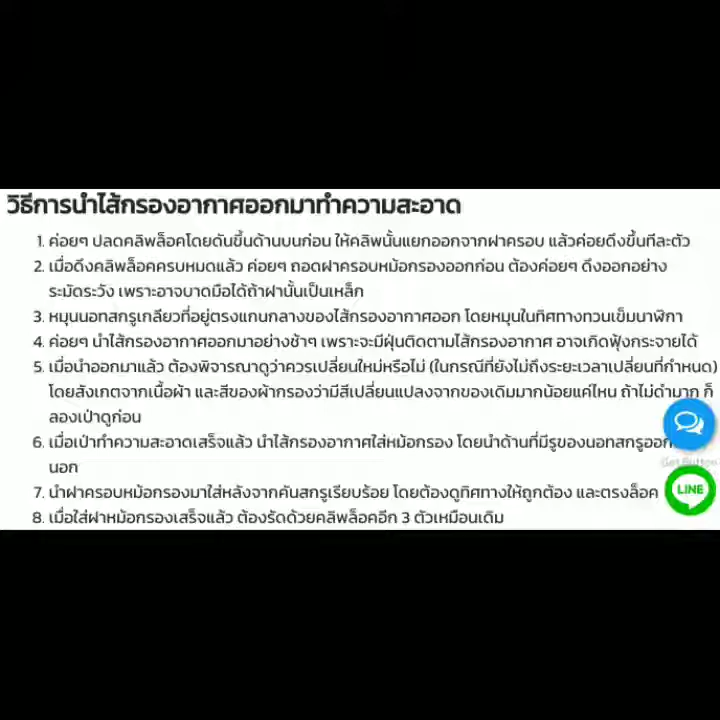 วิธีการนำไส้กรองอากาศออกมาทำความสะอาด
1. ค่อยๆ ปลดคลิพล็อคโดยดันขึ้นด้านบนก่อน ให้คลิพนั้นแยกออกจากฝาครอบ แล้วค่อยดึงขึ้นทีละตัว
2. เมื่อดึงคลิพล็อคครบหมดแล้ว ค่อยๆ ถอดฝาครอบหม้อกรองออกก่อน ต้องค่อยๆ ดึงออกอย่าง
ระมัดระวัง เพราะอาจบาดมือได้ถ้าฝานั้นเป็นเหล็ก
3. หมุนนอทสกรูเกลียวที่อยู่ตรงแกนกลางของไส้กรองอากาศออก โดยหมุนในทิศทางทวนเข็มนาฬิกา
4. ค่อยๆ นำไส้กรองอากาศออกมาอย่างช้าๆ เพราะจะมีฝุ่นติดตามไส้กรองอากาศ อาจเกิดฟุ้งกระจายได้
5. เมื่อนำออกมาแล้ว ต้องพิจารณาดูว่าควรเปลี่ยนใหม่หรือไม่ (ในกรณีที่ยังไม่ถึงระยะเวลาเปลี่ยนที่กำหนด)
โดยสังเกตจากเนื้อผ้า และสีของผ้ากรองว่ามีสีเปลี่ยนแปลงจากของเดิมมากน้อยแค่ไหน ถ้าไม่ดำมาก ก็
ลองเป่าดูก่อน
6. เมื่อเป่าทำความสะอาดเสร็จแล้ว นำไส้กรองอากาศใส่หม้อกรอง โดยนำด้านที่มีรูของนอทสกรูออก
นอก
Get Button
7. นำฝาครอบหม้อกรองมาใส่หลังจากคันสกรูเรียบร้อย โดยต้องดูทิศทางให้ถูกต้อง และตรงล็อค
LINE
8. เมื่อใส่ฝาหม้อกรองเสร็จแล้ว ต้องรัดด้วยคลิพล็อคอีก 3 ตัวเหมือนเดิม